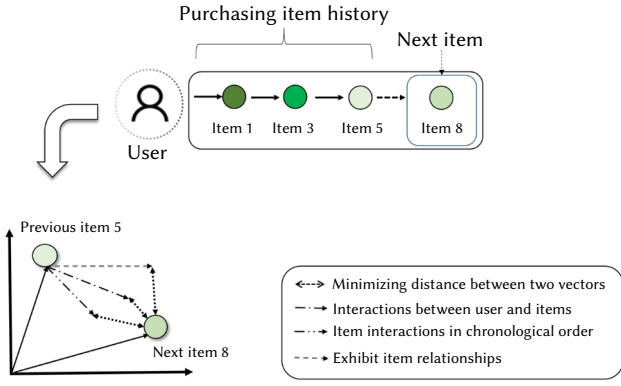 Purchasing item history
Next item
Item 1
Item 3
Item 5
Item 8
User
Previous item 5
Next item 8
Minimizing distance between two vectors
Interactions between user and items
Item interactions in chronological order
Exhibit item relationships